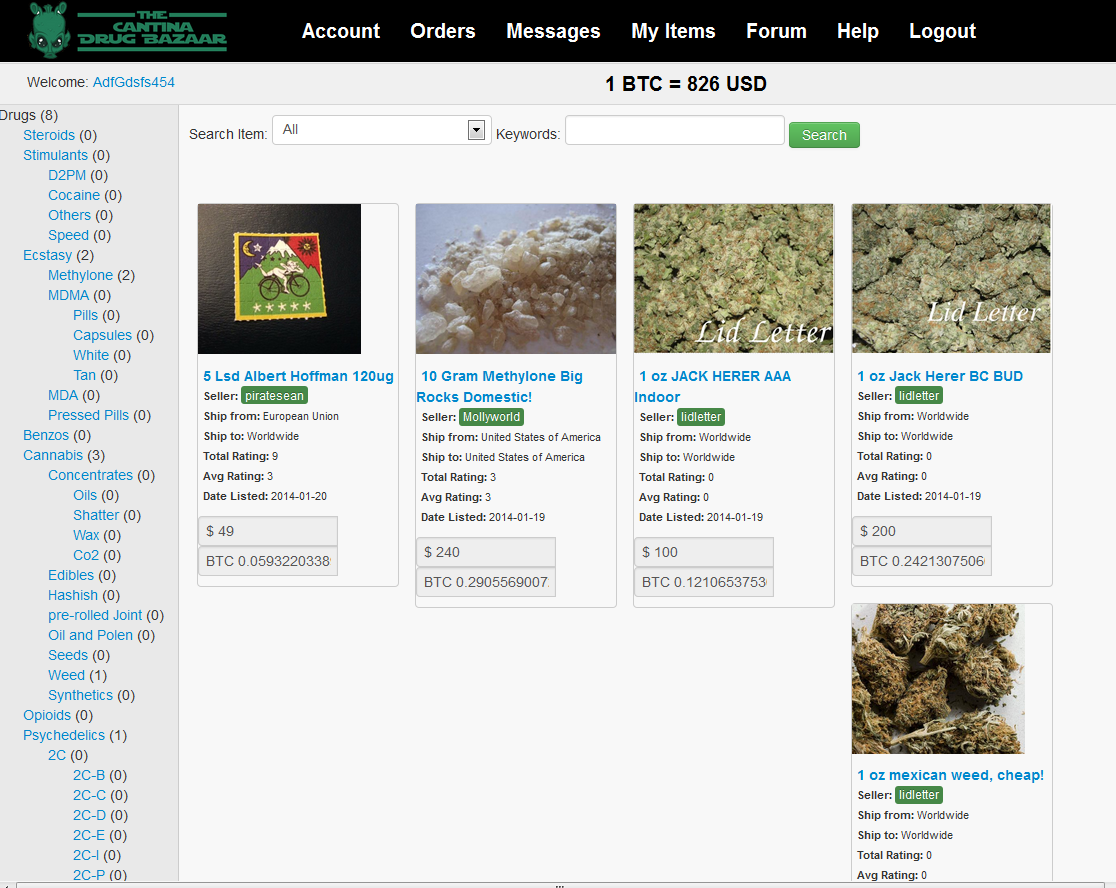 THE
CANTINA
DRUG BAZAAR
Account Orders Messages My Items Forum Help Logout
Welcome: AdfGdsfs454
1 BTC = 826 USD
Drugs (8)
Steroids (0)
Stimulants (0)
D2PM (0)
Cocaine (0)
Others (0)
Speed (0)
Ecstasy (2)
Methylone (2)
MDMA (0)
Pills (0)
Capsules (0)
White (0)
Tan (0)
MDA (0)
Pressed Pills (0)
Benzos (0)
Cannabis (3)
Concentrates (0)
Oils (0)
Shatter (0)
Wax (0)
Co2 (0)
Edibles (0)
Hashish (0)
pre-rolled Joint (0)
Oil and Polen (0)
Seeds (0)
Weed (1)
Synthetics (0)
Opioids (0)
Psychedelics (1)
2C (0)
2C-B (0)
2C-C (0)
2C-D (0)
2C-E (0)
2C-I (0)
2C-P (0)
Search Item: All Keywords: Search
5 Lsd Albert Hoffman 120ug
Seller: piratesean
Ship from: European Union
Ship to: Worldwide
Total Rating: 9
Avg Rating: 3
Date Listed: 2014-01-20
$ 49
BTC 0.0593220338
10 Gram Methylone Big
Rocks Domestic!
Seller: Mollyworld
Ship from: United States of America
Ship to: United States of America
Total Rating: 3
Avg Rating: 3
Date Listed: 2014-01-19
$ 240
BTC 0.2905569007
Lid Letter
1 oz JACK HERER AAA
Indoor
Seller: lidletter
Ship from: Worldwide
Ship to: Worldwide
Total Rating: 0
Avg Rating: 0
Date Listed: 2014-01-19
$ 100
BTC 0.121065375
Lid Letter
1 oz Jack Herer BC BUD
Seller: lidletter
Ship from: Worldwide
Ship to: Worldwide
Total Rating: 0
Avg Rating: 0
Date Listed: 2014-01-19
$ 200
BTC 0.242130750
1 oz mexican weed, cheap!
Seller: lidletter
Ship from: Worldwide
Ship to: Worldwide
Total Rating: 0
Avg Rating: 0